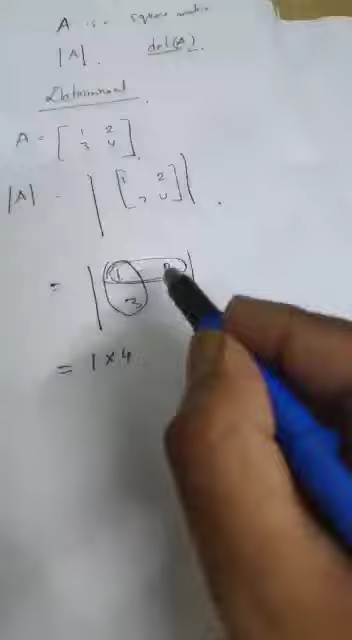 A is square matrix
|A|. det(A).
Determinant.
A = [ 1 2
3 4 ].
|A| = | [ 1 2
3 4 ] | .
= | 1 2
3 |
= 1 × 4